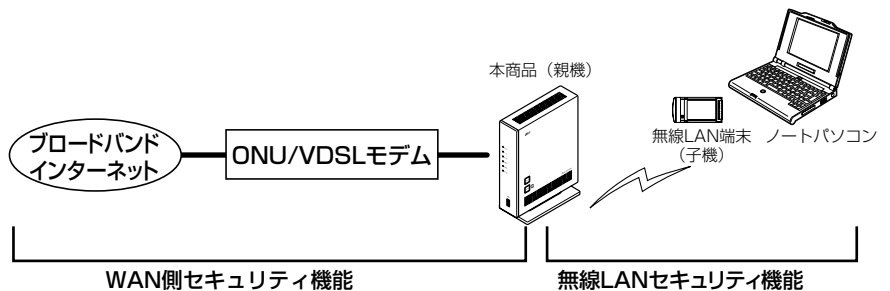 本商品（親機）
無線LAN端末
（子機）
ノートパソコン
ブロードバンド
インターネット
ONU/VDSLモデム
WAN側セキュリティ機能
無線LANセキュリティ機能